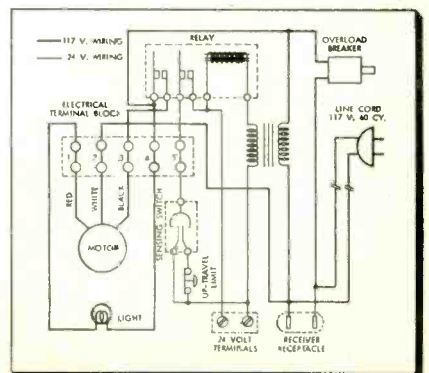 117 V. WIRING
24 V. WIRING
RELAY
OVERLOAD
BREAKER
ELECTRICAL
TERMINAL BLOCK
LINE CORD
117 V, 60 CY.
1
2
3
4
5
RED
WHITE
BLACK
SENSING SWITCH
MOTOR
UP-TRAVEL
LIMIT
LIGHT
24 VOLT
TERMINALS
RECEIVER
RECEPTACLE